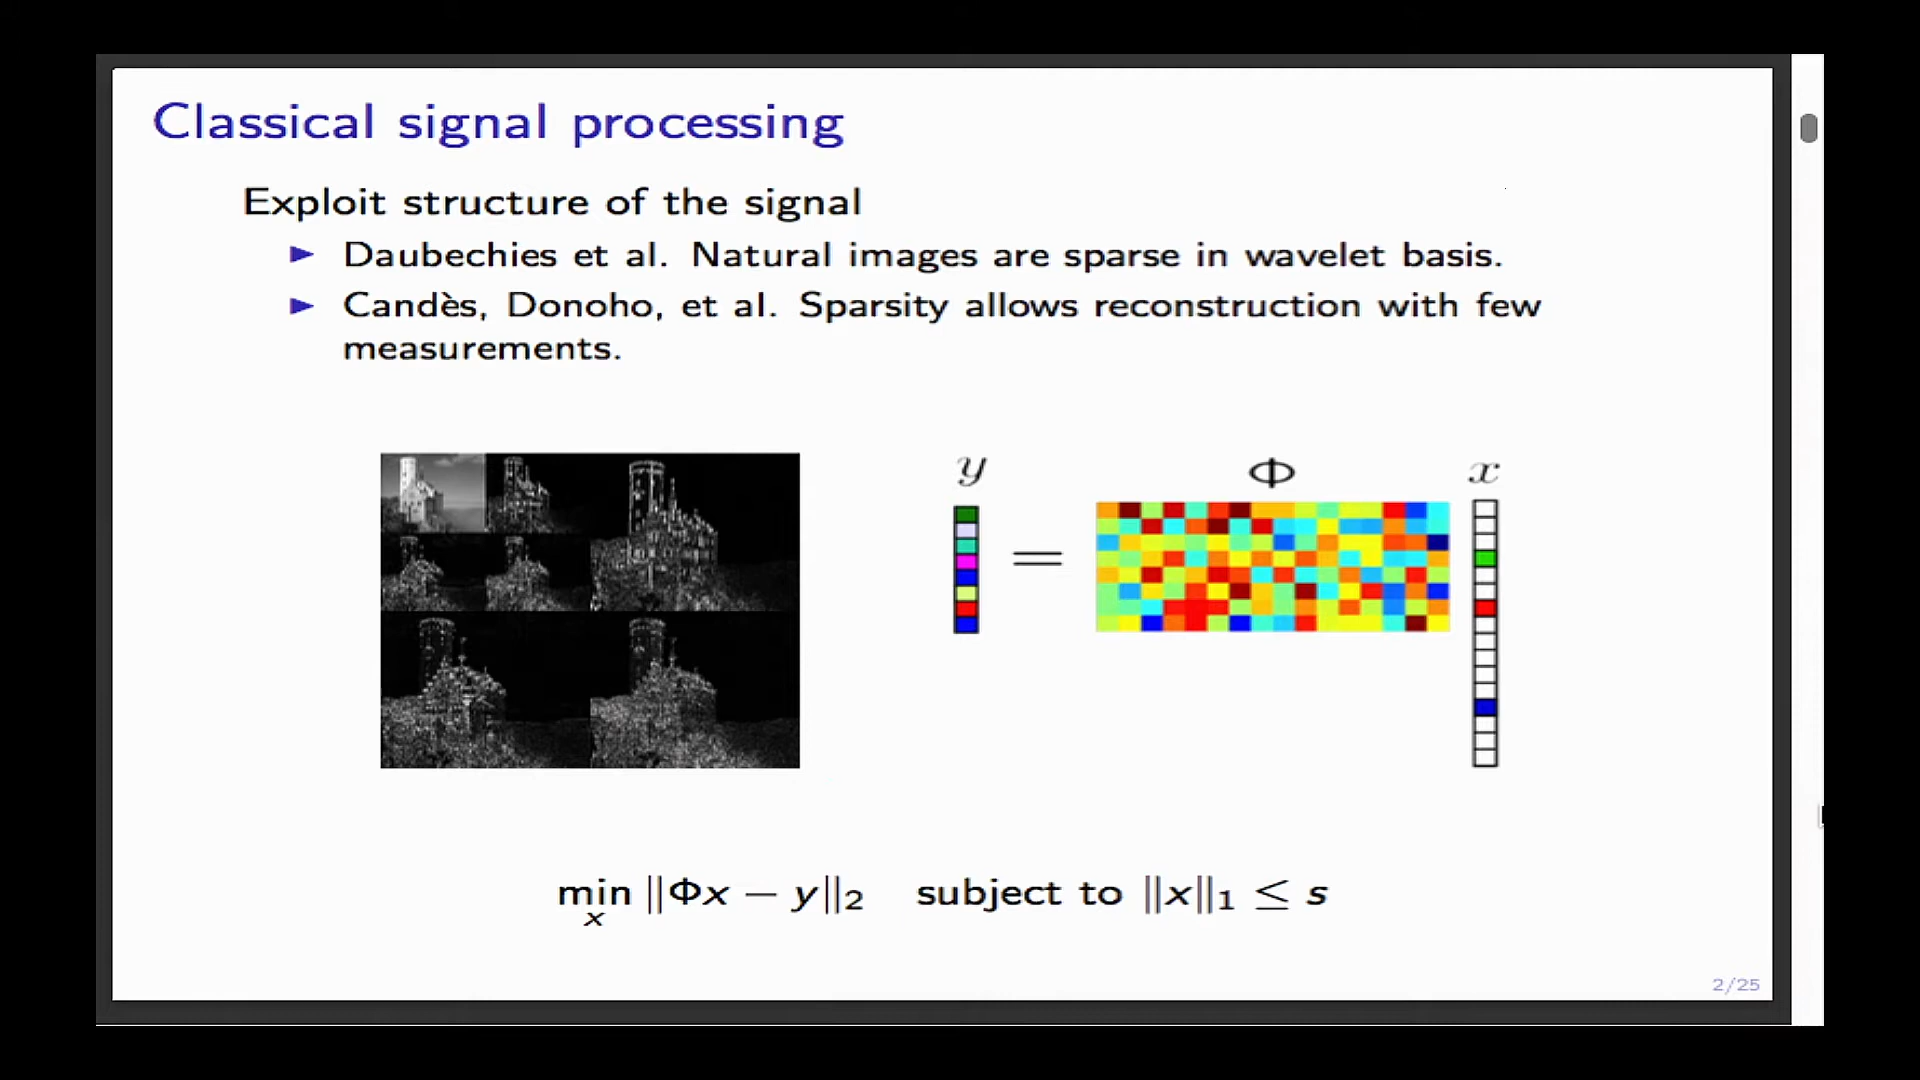 Classical signal processing
Exploit structure of the signal
► Daubechies et al. Natural images are sparse in wavelet basis.
► Candès, Donoho, et al. Sparsity allows reconstruction with few
measurements.
y = Φ x
min_x ||Φx − y||₂ subject to ||x||₁ ≤ s
2/25